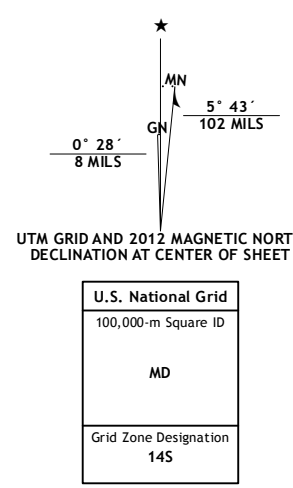 MN
5° 43´
102 MILS
GN
0° 28´
8 MILS
UTM GRID AND 2012 MAGNETIC NORT
DECLINATION AT CENTER OF SHEET
U.S. National Grid
100,000-m Square ID
MD
Grid Zone Designation
14S